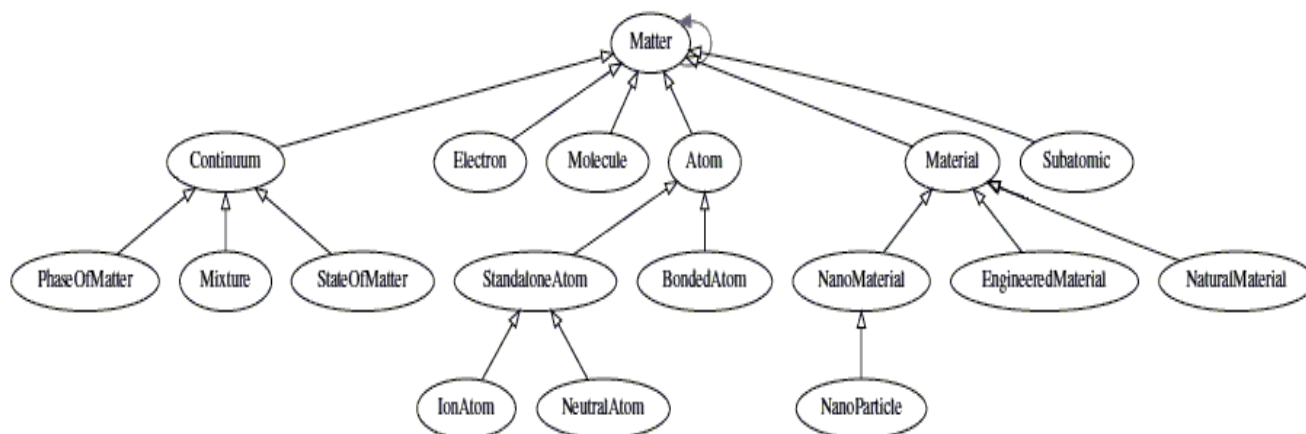 Matter
Continuum
Electron
Molecule
Atom
Material
Subatomic
PhaseOfMatter
Mixture
StateOfMatter
StandaloneAtom
BondedAtom
NanoMaterial
EngineeredMaterial
NaturalMaterial
IonAtom
NeutralAtom
NanoParticle